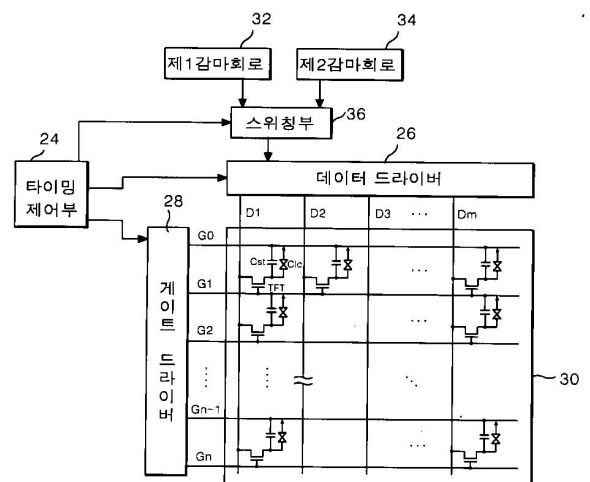 32
34
제1감마회로
제2감마회로
24
스위칭부
36
26
타이밍
제어부
데이터 드라이버
28
D1 D2 D3 ... Dm
G0
Cst Clc
G1
TFT
게이트 드라이버
G2
30
Gn-1
Gn